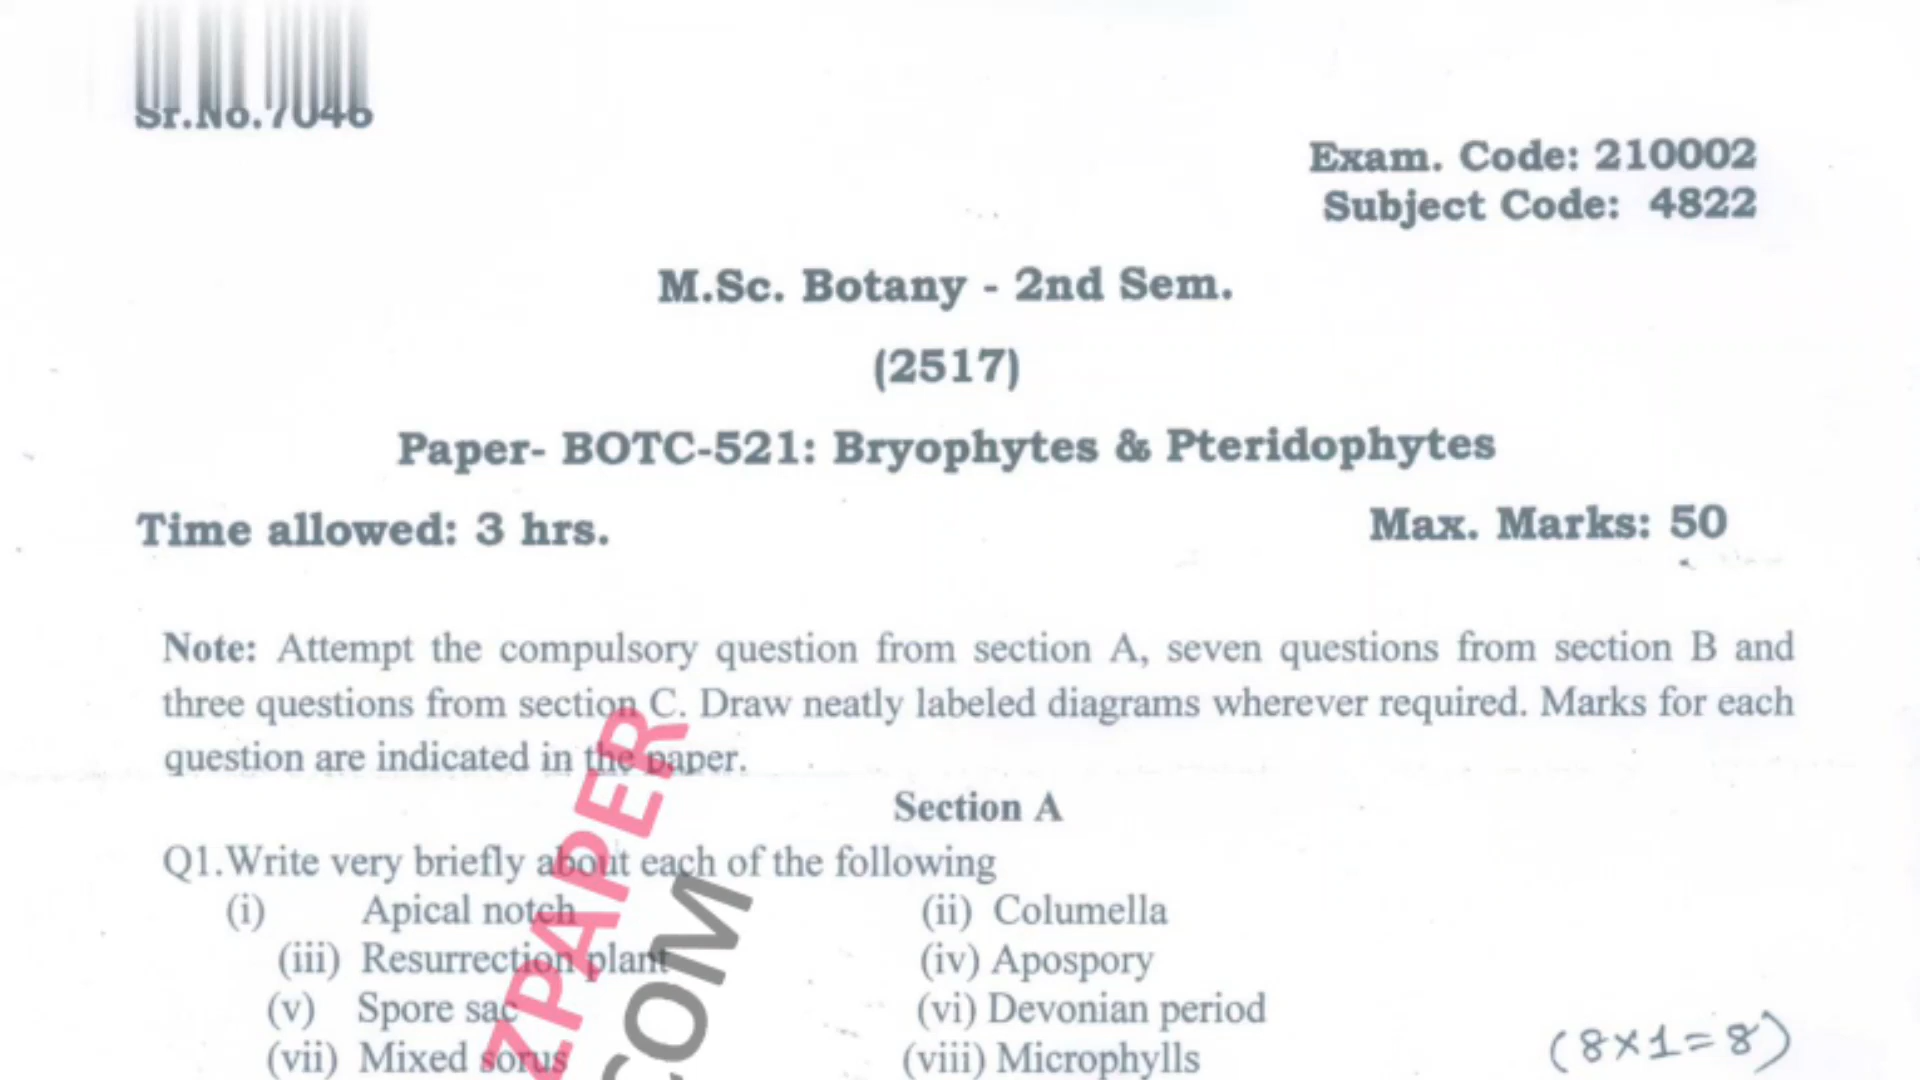 Sr.No.7046
Exam. Code: 210002
Subject Code: 4822
M.Sc. Botany - 2nd Sem.
(2517)
Paper- BOTC-521: Bryophytes & Pteridophytes
Time allowed: 3 hrs. Max. Marks: 50
Note: Attempt the compulsory question from section A, seven questions from section B and
three questions from section C. Draw neatly labeled diagrams wherever required. Marks for each
question are indicated in the paper.
Section A
Q1.Write very briefly about each of the following
(i) Apical notch (ii) Columella
(iii) Resurrection plant (iv) Apospory
(v) Spore sac (vi) Devonian period
(vii) Mixed sorus (viii) Microphylls
(8×1=8)
ZPAPER
COM